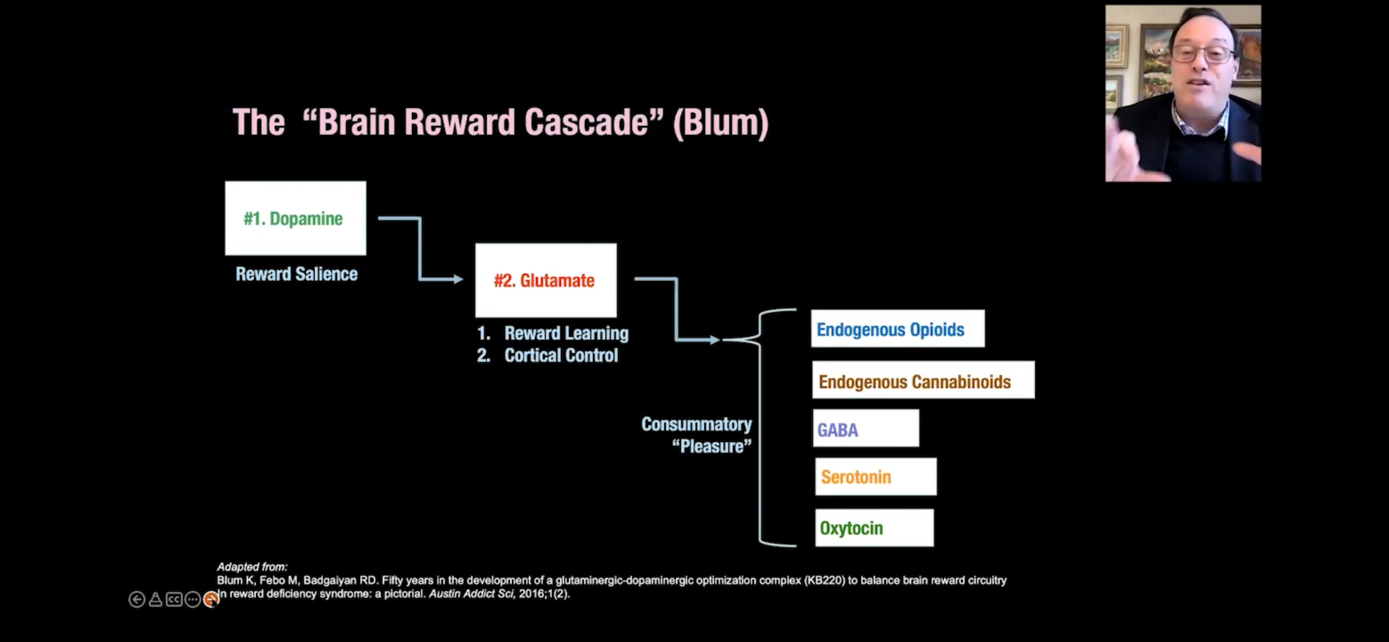 The “Brain Reward Cascade” (Blum)
#1. Dopamine
Reward Salience
#2. Glutamate
1. Reward Learning
2. Cortical Control
Consummatory
“Pleasure”
Endogenous Opioids
Endogenous Cannabinoids
GABA
Serotonin
Oxytocin
Adapted from:
Blum K, Febo M, Badgaiyan RD. Fifty years in the development of a glutaminergic-dopaminergic optimization complex (KB220) to balance brain reward circuitry
in reward deficiency syndrome: a pictorial. Austin Addict Sci, 2016;1(2).
CC